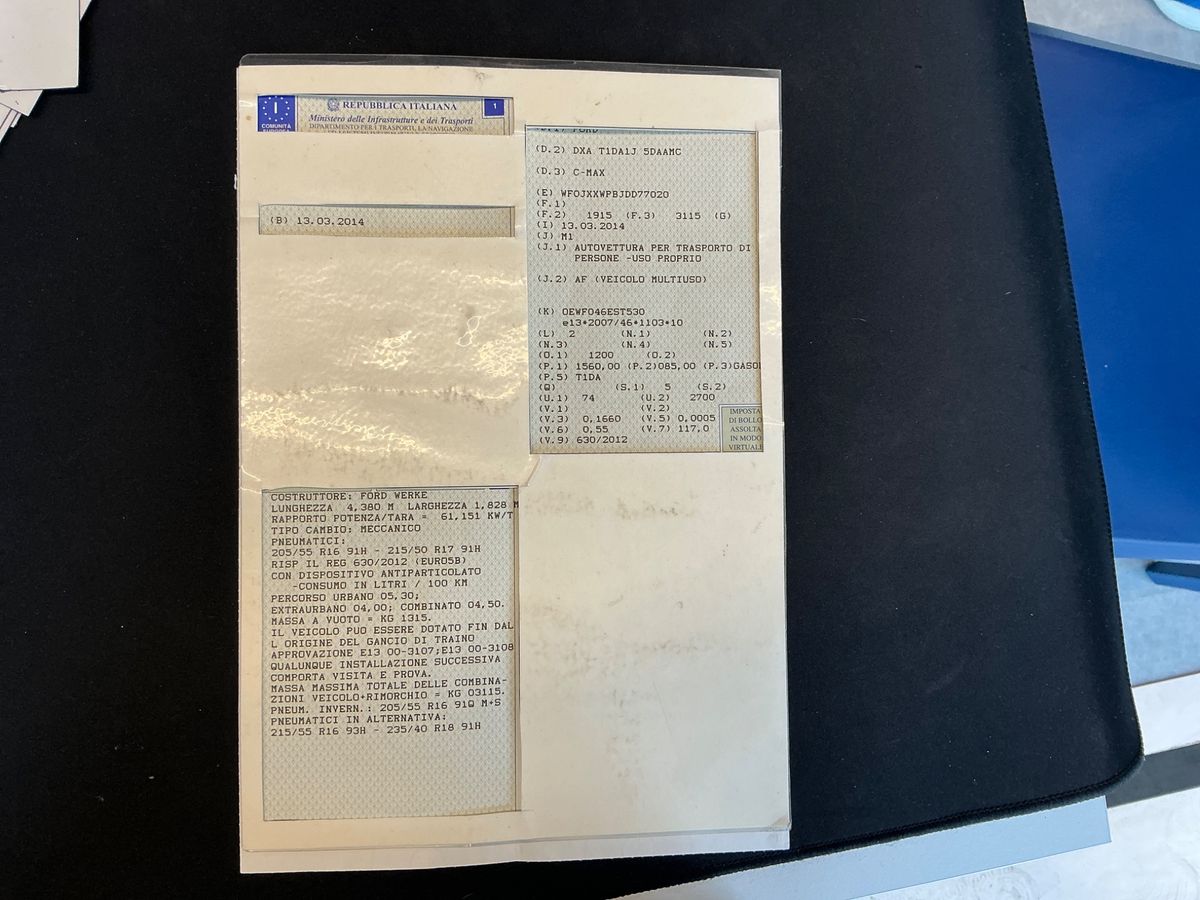 COMUNITÀ
EUROPEA
I
REPUBBLICA ITALIANA
1
Ministero delle Infrastrutture e dei Trasporti
DIPARTIMENTO PER I TRASPORTI, LA NAVIGAZIONE
(B) 13.03.2014
COSTRUTTORE: FORD WERKE
LUNGHEZZA 4,380 M LARGHEZZA 1,828 M
RAPPORTO POTENZA/TARA = 61,151 KW/T
TIPO CAMBIO: MECCANICO
PNEUMATICI:
205/55 R16 91H - 215/50 R17 91H
RISP IL REG 630/2012 (EURO5B)
CON DISPOSITIVO ANTIPARTICOLATO
-CONSUMO IN LITRI / 100 KM
PERCORSO URBANO 05,30;
EXTRAURBANO 04,00; COMBINATO 04,50.
MASSA A VUOTO = KG 1315.
IL VEICOLO PUO ESSERE DOTATO FIN DAL
L ORIGINE DEL GANCIO DI TRAINO
APPROVAZIONE E13 00-3107;E13 00-3108
QUALUNQUE INSTALLAZIONE SUCCESSIVA
COMPORTA VISITA E PROVA.
MASSA MASSIMA TOTALE DELLE COMBINA-
ZIONI VEICOLO+RIMORCHIO = KG 03115.
PNEUM. INVERN.: 205/55 R16 91Q M+S
PNEUMATICI IN ALTERNATIVA:
215/55 R16 93H - 235/40 R18 91H
(D.1) FORD
(D.2) DXA T1DA1J 5DAAMC
(D.3) C-MAX
(E) WF0JXXWPBJDD77020
(F.1)
(F.2) 1915 (F.3) 3115 (G)
(I) 13.03.2014
(J) M1
(J.1) AUTOVETTURA PER TRASPORTO DI
PERSONE -USO PROPRIO
(J.2) AF (VEICOLO MULTIUSO)
(K) OEWF046EST530
e13*2007/46*1103*10
(L) 2 (N.1) (N.2)
(N.3) (N.4) (N.5)
(O.1) 1200 (O.2)
(P.1) 1560,00 (P.2)085,00 (P.3)GASOL
(P.5) T1DA
(Q) (S.1) 5 (S.2)
(U.1) 74 (U.2) 2700
(V.1) (V.2)
(V.3) 0,1660 (V.5) 0,0005
(V.6) 0,55 (V.7) 117,0
(V.9) 630/2012
IMPOSTA
DI BOLLO
ASSOLTA
IN MODO
VIRTUALE